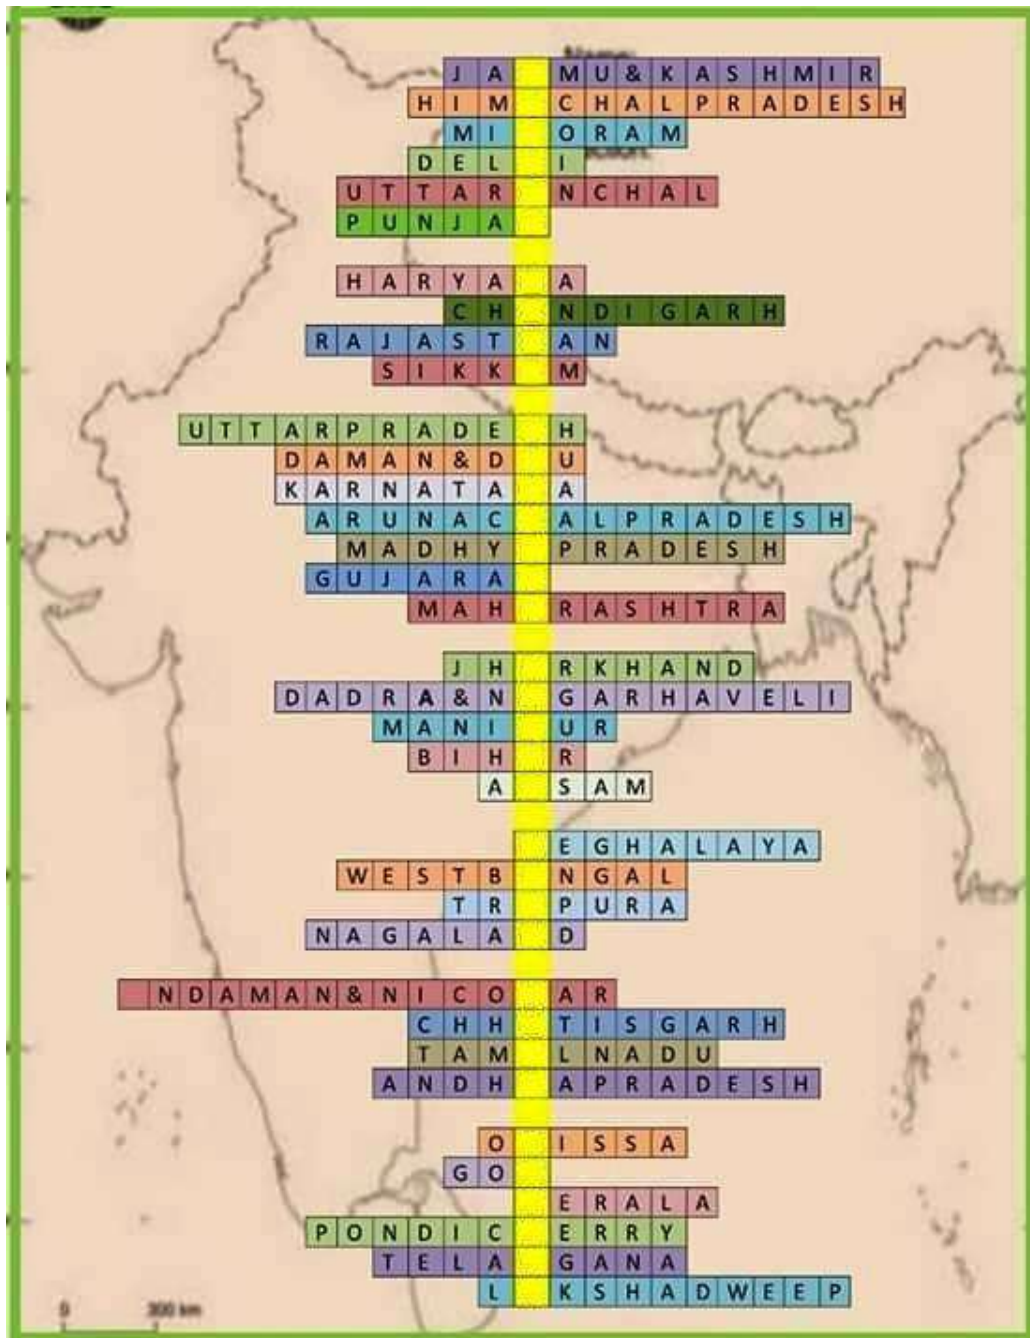 JA MU&KASHMIR
HIM CHALPRADESH
MI ORAM
DEL I
UTTAR NCHAL
PUNJA
HARYA A
CH NDIGARH
RAJAST AN
SIKK M
UTTARPRADE H
DAMAN&D U
KARNATA A
ARUNAC ALPRADESH
MADHY PRADESH
GUJARA
MAH RASHTRA
JH RKHAND
DADRA&N GARHAVELI
MANI UR
BIH R
A SAM
EGHALAYA
WESTB NGAL
TR PURA
NAGALA D
NDAMAN&NICO AR
CHH TISGARH
TAM LNADU
ANDH APRADESH
O ISSA
GO
ERALA
PONDIC ERRY
TELA GANA
L KSHADWEEP
0 300 km